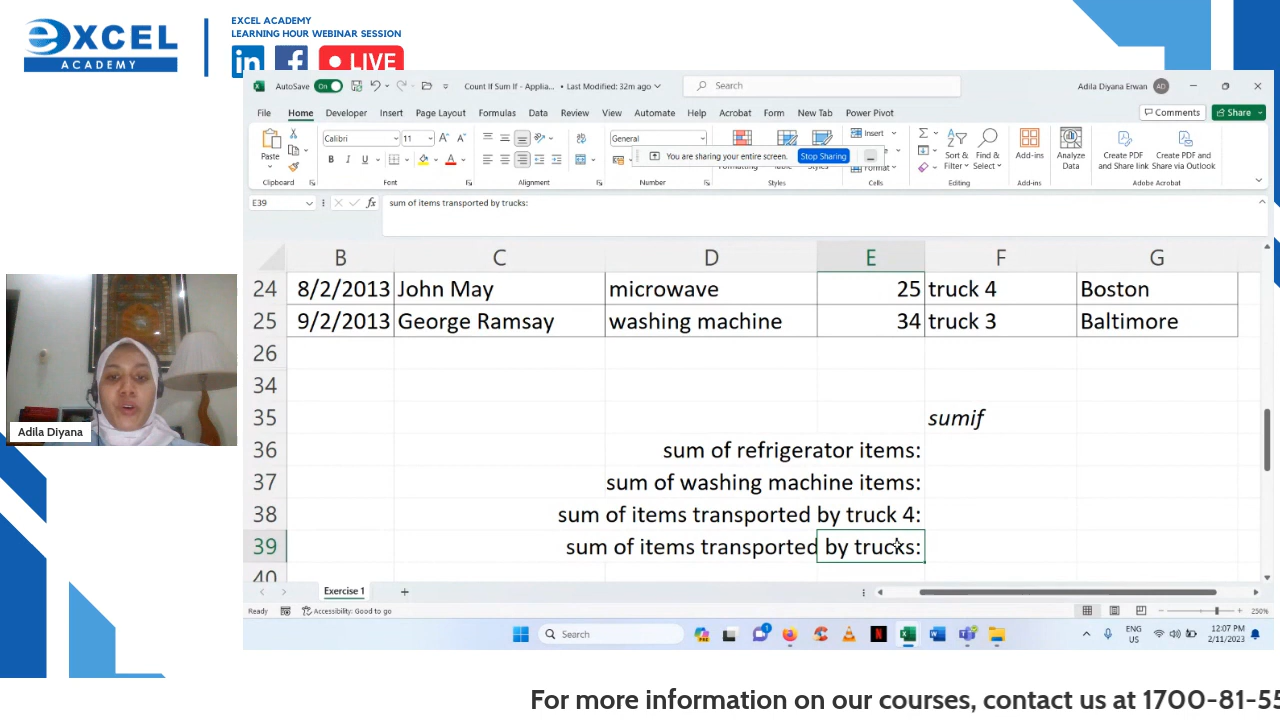 EXCEL
ACADEMY
EXCEL ACADEMY
LEARNING HOUR WEBINAR SESSION
in f LIVE
AutoSave On Count If Sum If - Applia... • Last Modified: 32m ago Search Adila Diyana Erwan AD
File Home Developer Insert Page Layout Formulas Data Review View Automate Help Acrobat Form New Tab Power Pivot Comments Share
Paste Calibri 11 General Insert Format Sort & Filter Find & Select Add-ins Analyze Data Create PDF and Share link Create PDF and Share via Outlook
You are sharing your entire screen. Stop Sharing
Clipboard Font Alignment Number Styles Cells Editing Add-ins Adobe Acrobat
E39 fx sum of items transported by trucks:
B C D E F G
24 8/2/2013 John May microwave 25 truck 4 Boston
25 9/2/2013 George Ramsay washing machine 34 truck 3 Baltimore
26
34
35 sumif
36 sum of refrigerator items:
37 sum of washing machine items:
38 sum of items transported by truck 4:
39 sum of items transported by trucks:
40
Adila Diyana
Exercise 1
Ready Accessibility: Good to go 250%
Search ENG US 12:07 PM 2/11/2023
For more information on our courses, contact us at 1700-81-55